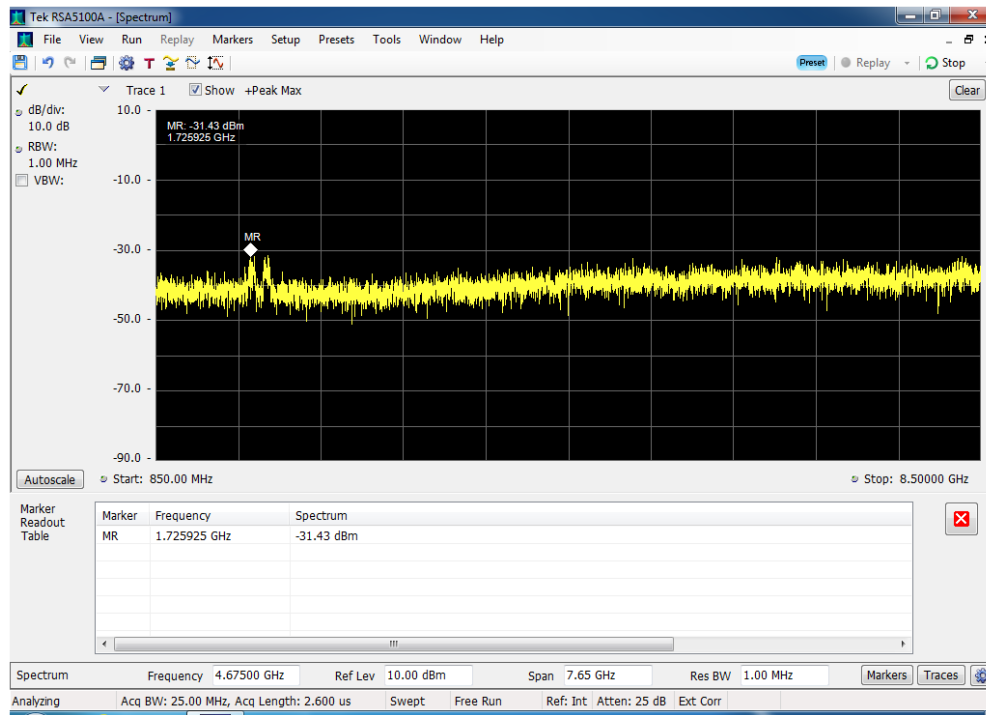 Tek RSA5100A - [Spectrum]
File View Run Replay Markers Setup Presets Tools Window Help
T Preset Replay Stop
Trace 1 Show +Peak Max Clear
dB/div:
10.0 dB
RBW:
1.00 MHz
VBW:
10.0 -
MR: -31.43 dBm
1.725925 GHz
-10.0 -
MR
-30.0 -
-50.0 -
-70.0 -
-90.0 -
Autoscale Start: 850.00 MHz Stop: 8.50000 GHz
Marker
Readout
Table
Marker Frequency Spectrum
MR 1.725925 GHz -31.43 dBm
Spectrum Frequency 4.67500 GHz Ref Lev 10.00 dBm Span 7.65 GHz Res BW 1.00 MHz Markers Traces
Analyzing Acq BW: 25.00 MHz, Acq Length: 2.600 us Swept Free Run Ref: Int Atten: 25 dB Ext Corr